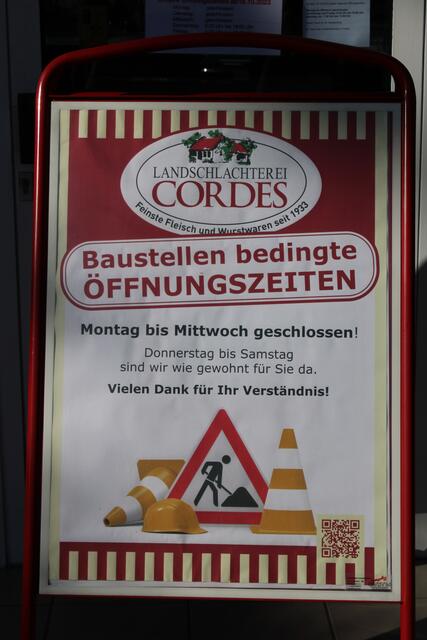 LANDSCHLACHTEREI
CORDES
Feinste Fleisch und Wurstwaren seit 1933
Baustellen bedingte
ÖFFNUNGSZEITEN
Montag bis Mittwoch geschlossen!
Donnerstag bis Samstag
sind wir wie gewohnt für Sie da.
Vielen Dank für Ihr Verständnis!